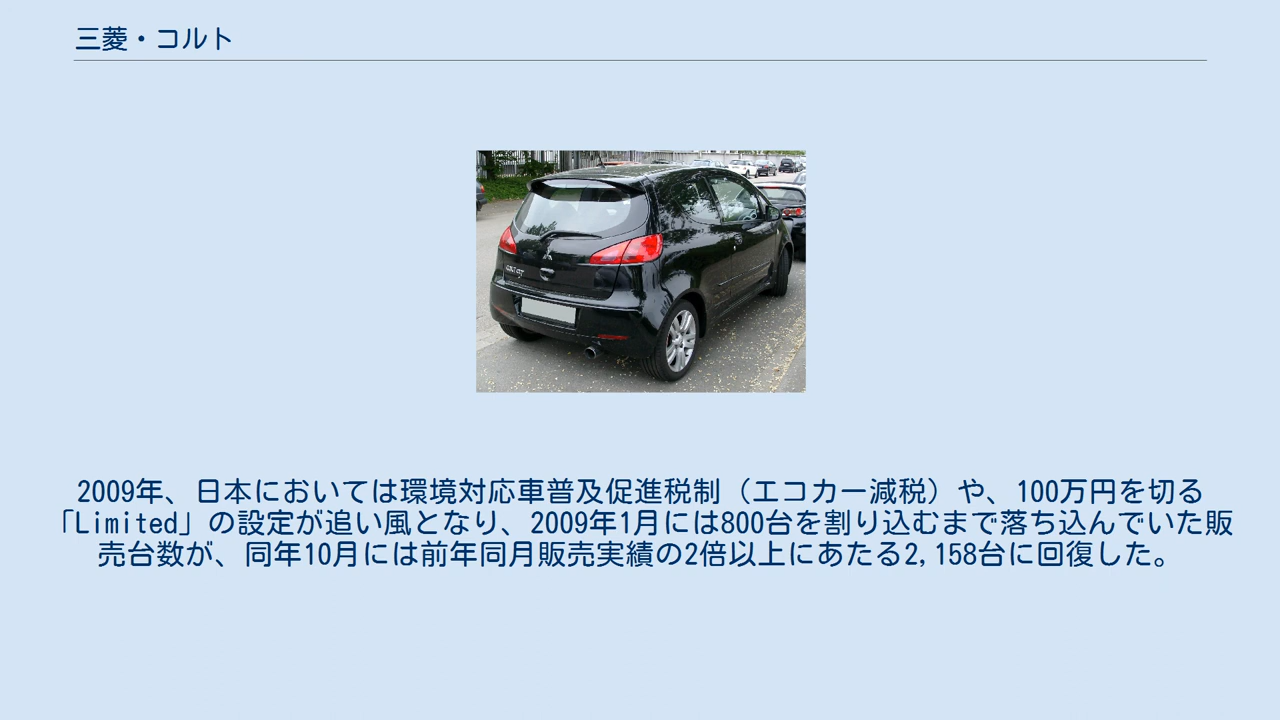 三菱・コルト
2009年、日本においては環境対応車普及促進税制（エコカー減税）や、100万円を切る
「Limited」の設定が追い風となり、2009年1月には800台を割り込むまで落ち込んでいた販
売台数が、同年10月には前年同月販売実績の2倍以上にあたる2,158台に回復した。